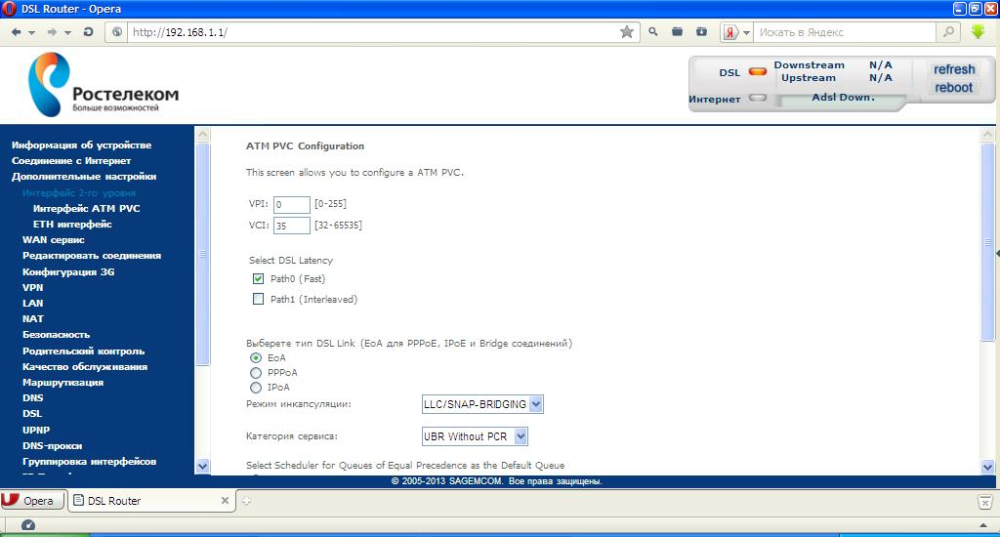 DSL Router - Opera
http://192.168.1.1/
Я
Искать в Яндекс
Ростелеком
Больше возможностей
DSL Downstream N/A
Upstream N/A
Интернет Adsl Down.
refresh
reboot
Информация об устройстве
Соединение с Интернет
Дополнительные настройки
Интерфейс 2-го уровня
Интерфейс ATM PVC
ETH интерфейс
WAN сервис
Редактировать соединения
Конфигурация 3G
VPN
LAN
NAT
Безопасность
Родительский контроль
Качество обслуживания
Маршрутизация
DNS
DSL
UPNP
DNS-прокси
Группировка интерфейсов
ATM PVC Configuration
This screen allows you to configure a ATM PVC.
VPI: 0 [0-255]
VCI: 35 [32-65535]
Select DSL Latency
Path0 (Fast)
Path1 (Interleaved)
Выберете тип DSL Link (EoA для PPPoE, IPoE и Bridge соединений)
EoA
PPPoA
IPoA
Режим инкапсуляции: LLC/SNAP-BRIDGING
Категория сервиса: UBR Without PCR
Select Scheduler for Queues of Equal Precedence as the Default Queue
© 2005-2013 SAGEMCOM. Все права защищены.
Opera
DSL Router